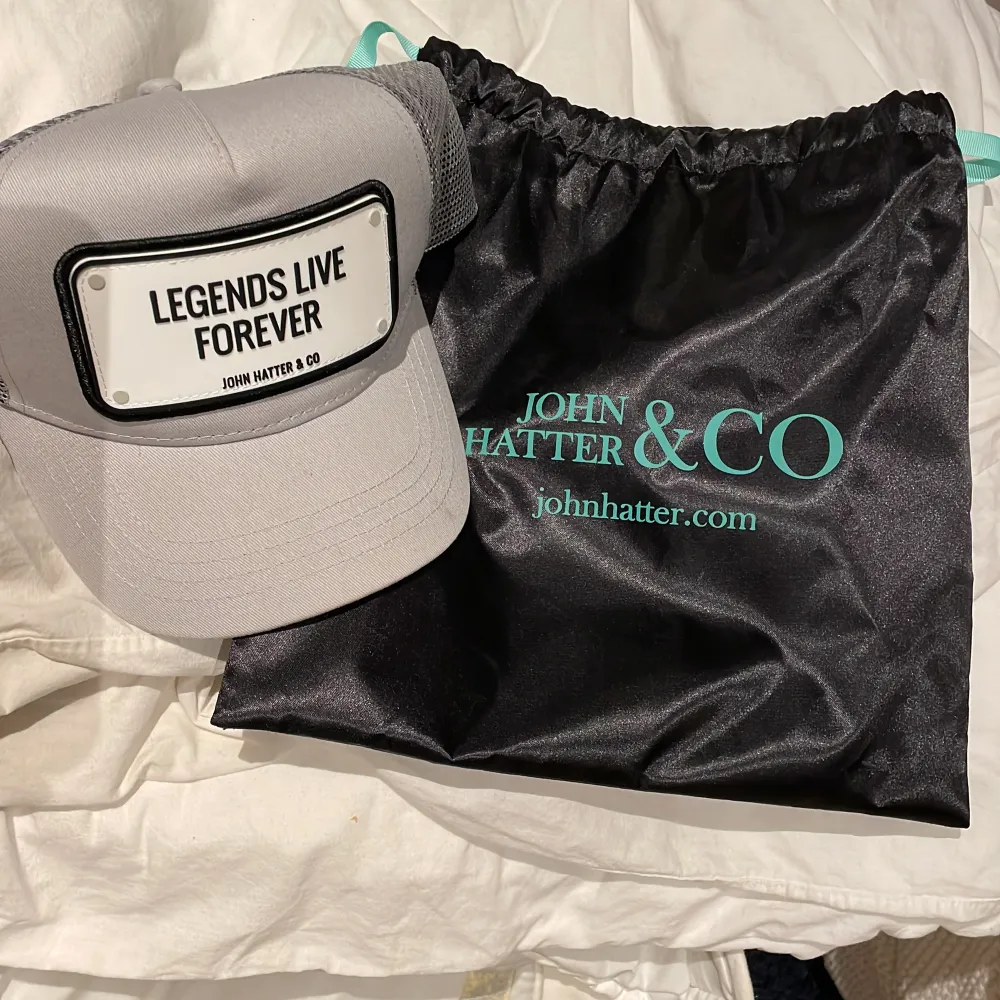 LEGENDS LIVE
FOREVER
JOHN HATTER & CO
JOHN
HATTER & CO
johnhatter.com